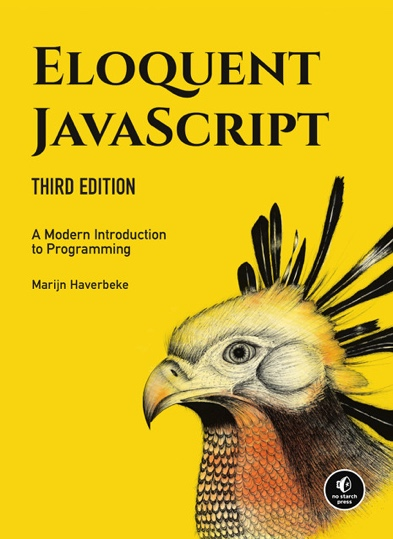 ELOQUENT
JAVASCRIPT
THIRD EDITION
A Modern Introduction
to Programming
Marijn Haverbeke
no starch
press